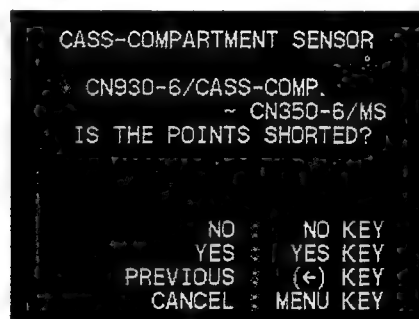 CASS-COMPARTMENT SENSOR
CN930-6/CASS-COMP.
~ CN350-6/MS
IS THE POINTS SHORTED?
NO : NO KEY
YES : YES KEY
PREVIOUS : (←) KEY
CANCEL : MENU KEY